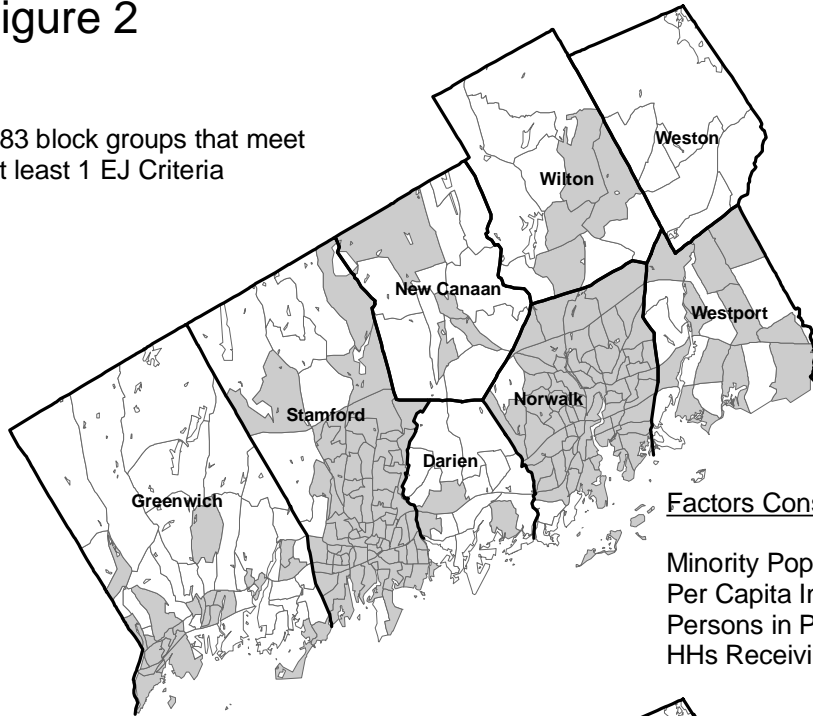 igure 2
83 block groups that meet
t least 1 EJ Criteria
Weston
Wilton
New Canaan
Westport
Norwalk
Stamford
Darien
Greenwich
Factors Cons
Minority Pop
Per Capita In
Persons in P
HHs Receivi